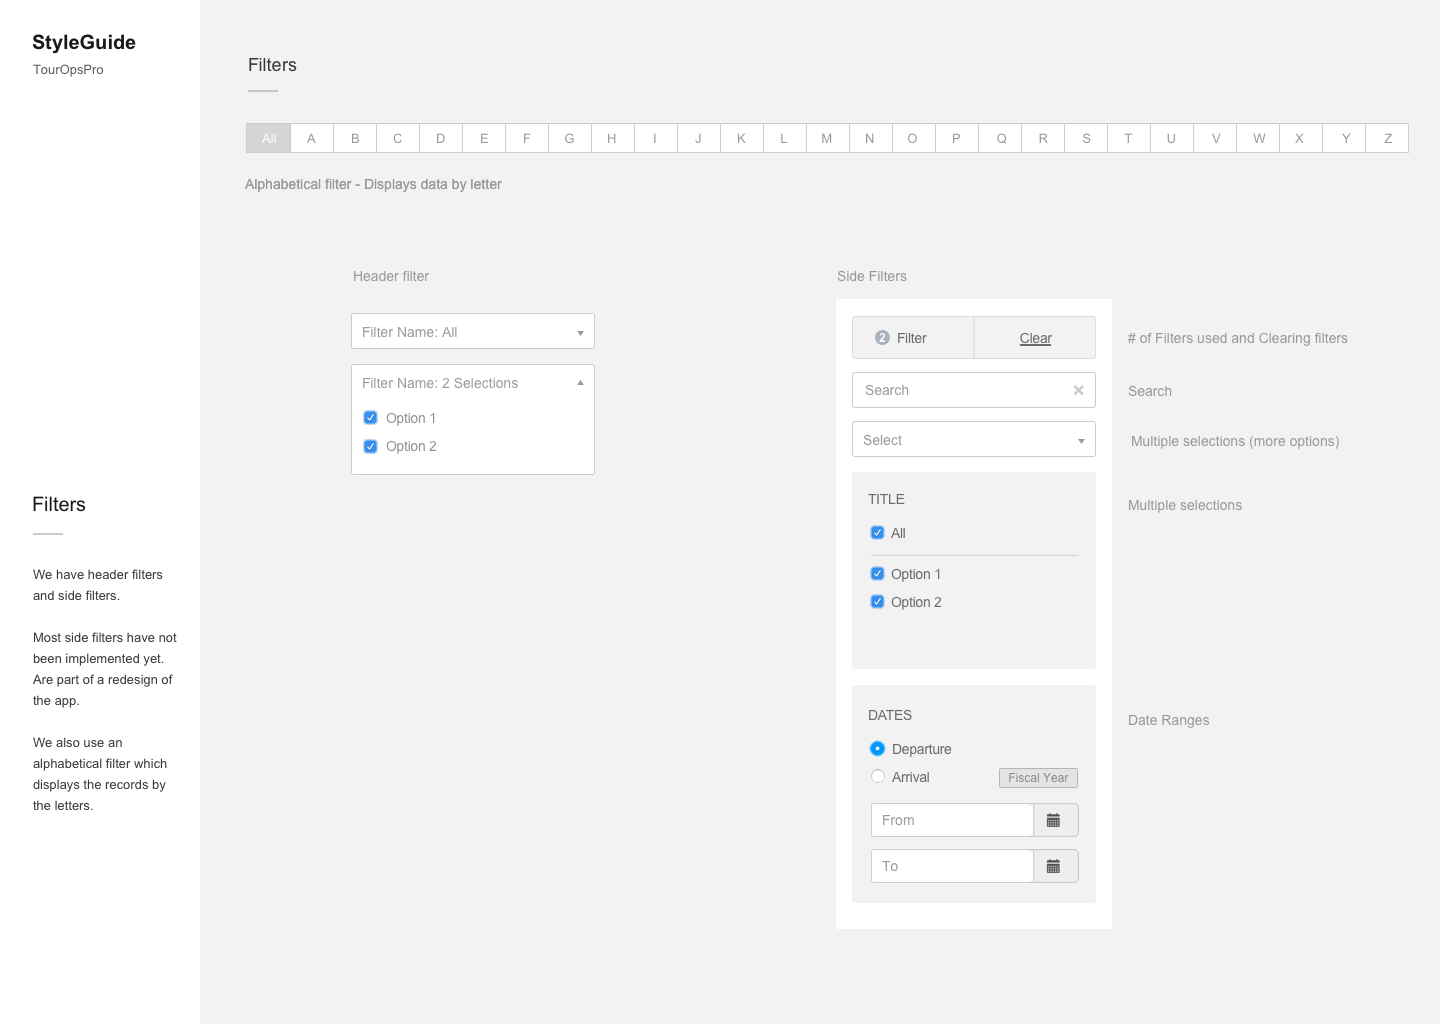 StyleGuide
TourOpsPro
Filters
We have header filters
and side filters.
Most side filters have not
been implemented yet.
Are part of a redesign of
the app.
We also use an
alphabetical filter which
displays the records by
the letters.
Filters
All A B C D E F G H I J K L M N O P Q R S T U V W X Y Z
Alphabetical filter - Displays data by letter
Header filter
Filter Name: All
Filter Name: 2 Selections
Option 1
Option 2
Side Filters
2 Filter Clear
# of Filters used and Clearing filters
Search
Search
Select
Multiple selections (more options)
TITLE
Multiple selections
All
Option 1
Option 2
DATES
Date Ranges
Departure
Arrival
Fiscal Year
From
To